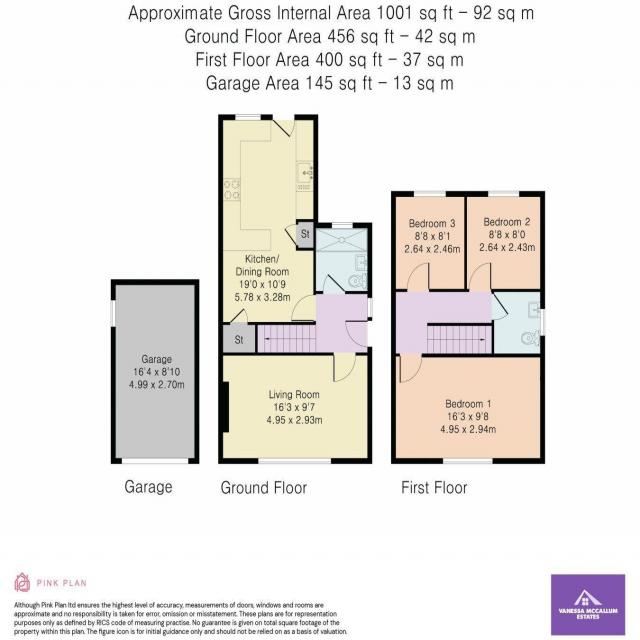 Approximate Gross Internal Area 1001 sq ft – 92 sq m
Ground Floor Area 456 sq ft – 42 sq m
First Floor Area 400 sq ft – 37 sq m
Garage Area 145 sq ft – 13 sq m
St
Kitchen/
Dining Room
19'0 x 10'9
5.78 x 3.28m
St
Living Room
16'3 x 9'7
4.95 x 2.93m
Bedroom 3
8'8 x 8'1
2.64 x 2.46m
Bedroom 2
8'8 x 8'0
2.64 x 2.43m
Bedroom 1
16'3 x 9'8
4.95 x 2.94m
Garage
16'4 x 8'10
4.99 x 2.70m
Garage
Ground Floor
First Floor
PINK PLAN
Although Pink Plan ltd ensures the highest level of accuracy, measurements of doors, windows and rooms are
approximate and no responsibility is taken for error, omission or misstatement. These plans are for representation
purposes only as defined by RICS code of measuring practise. No guarantee is given on total square footage of the
property within this plan. The figure icon is for initial guidance only and should not be relied on as a basis of valuation.
VANESSA MCCALLUM
ESTATES